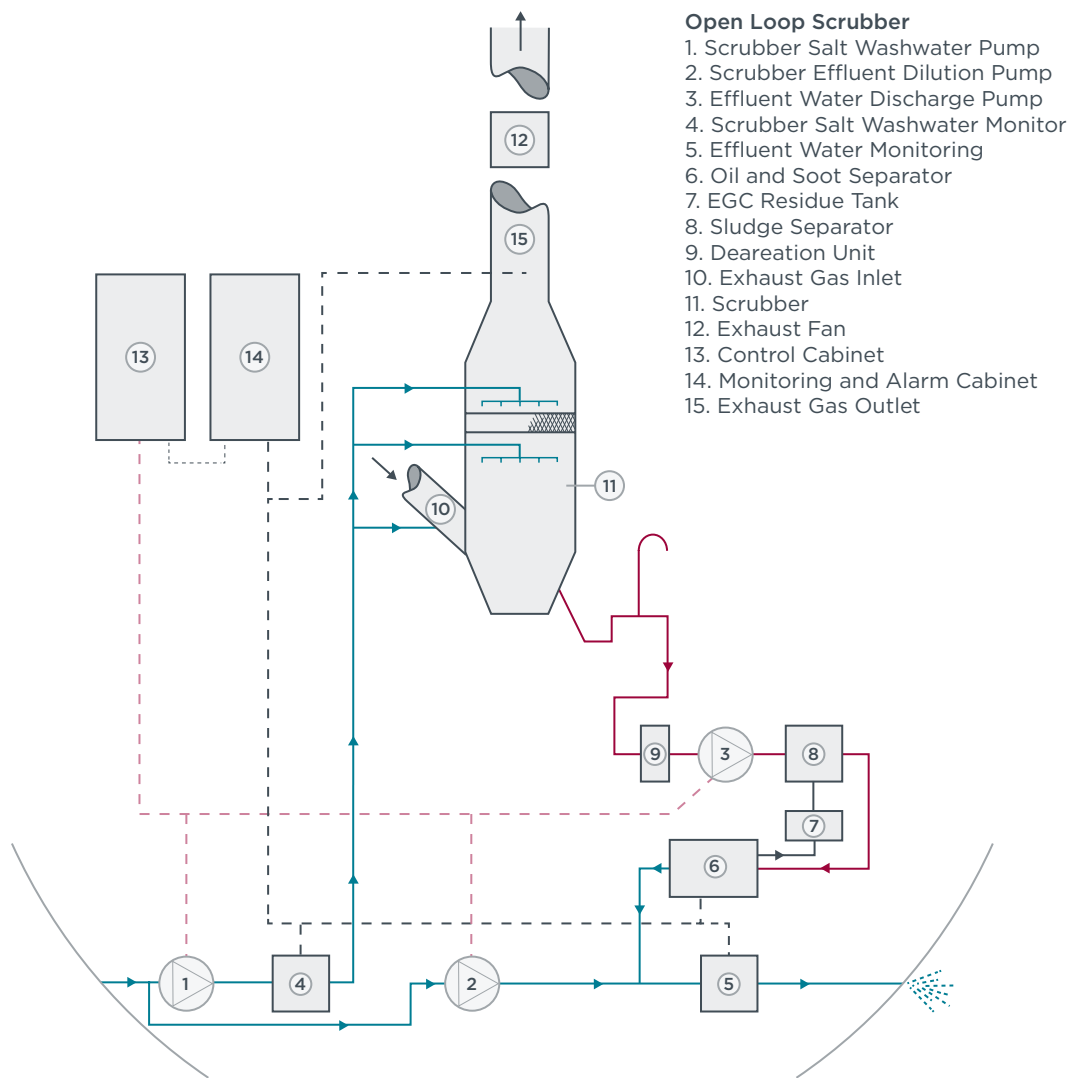 Open Loop Scrubber
1. Scrubber Salt Washwater Pump
2. Scrubber Effluent Dilution Pump
3. Effluent Water Discharge Pump
4. Scrubber Salt Washwater Monitor
5. Effluent Water Monitoring
6. Oil and Soot Separator
7. EGC Residue Tank
8. Sludge Separator
9. Deareation Unit
10. Exhaust Gas Inlet
11. Scrubber
12. Exhaust Fan
13. Control Cabinet
14. Monitoring and Alarm Cabinet
15. Exhaust Gas Outlet
12
15
13
14
11
10
9
3
8
7
6
1
4
2
5